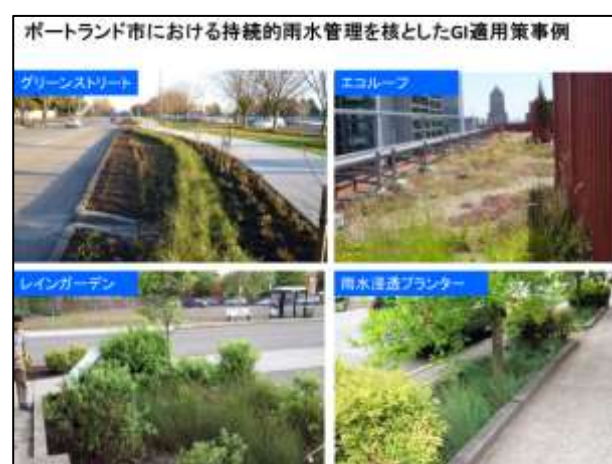 ポートランド市における持続的雨水管理を核としたGI適用策事例
グリーンストリート
エコルーフ
レインガーデン
雨水浸透プランター